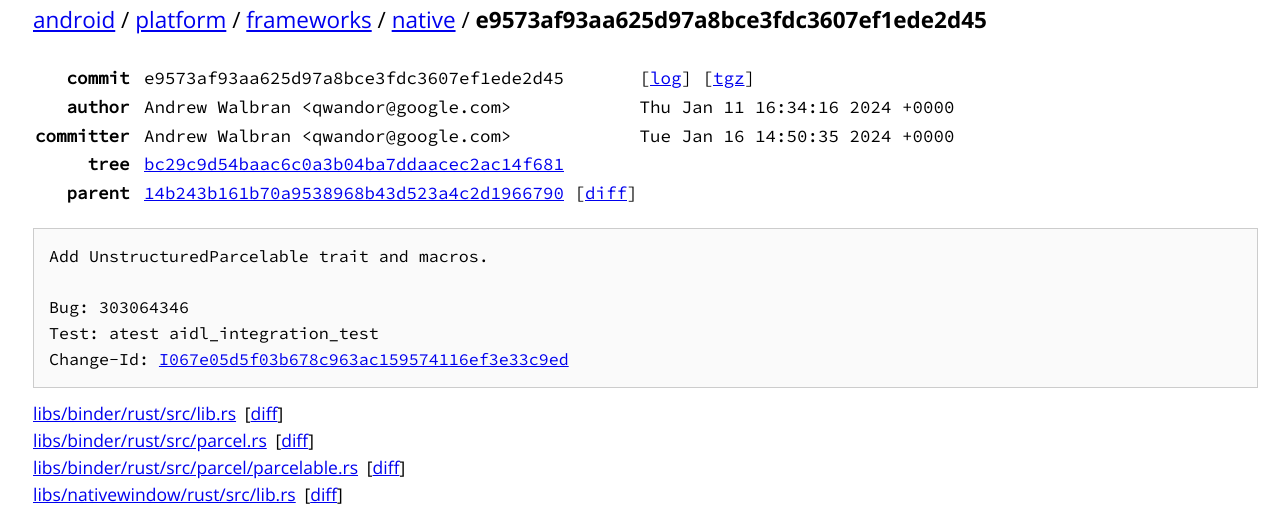 android / platform / frameworks / native / e9573af93aa625d97a8bce3fdc3607ef1ede2d45
commit e9573af93aa625d97a8bce3fdc3607ef1ede2d45 [log] [tgz]
author Andrew Walbran <qwandor@google.com> Thu Jan 11 16:34:16 2024 +0000
committer Andrew Walbran <qwandor@google.com> Tue Jan 16 14:50:35 2024 +0000
tree bc29c9d54baac6c0a3b04ba7ddaacec2ac14f681
parent 14b243b161b70a9538968b43d523a4c2d1966790 [diff]
Add UnstructuredParcelable trait and macros.
Bug: 303064346
Test: atest aidl_integration_test
Change-Id: I067e05d5f03b678c963ac159574116ef3e33c9ed
libs/binder/rust/src/lib.rs [diff]
libs/binder/rust/src/parcel.rs [diff]
libs/binder/rust/src/parcel/parcelable.rs [diff]
libs/nativewindow/rust/src/lib.rs [diff]